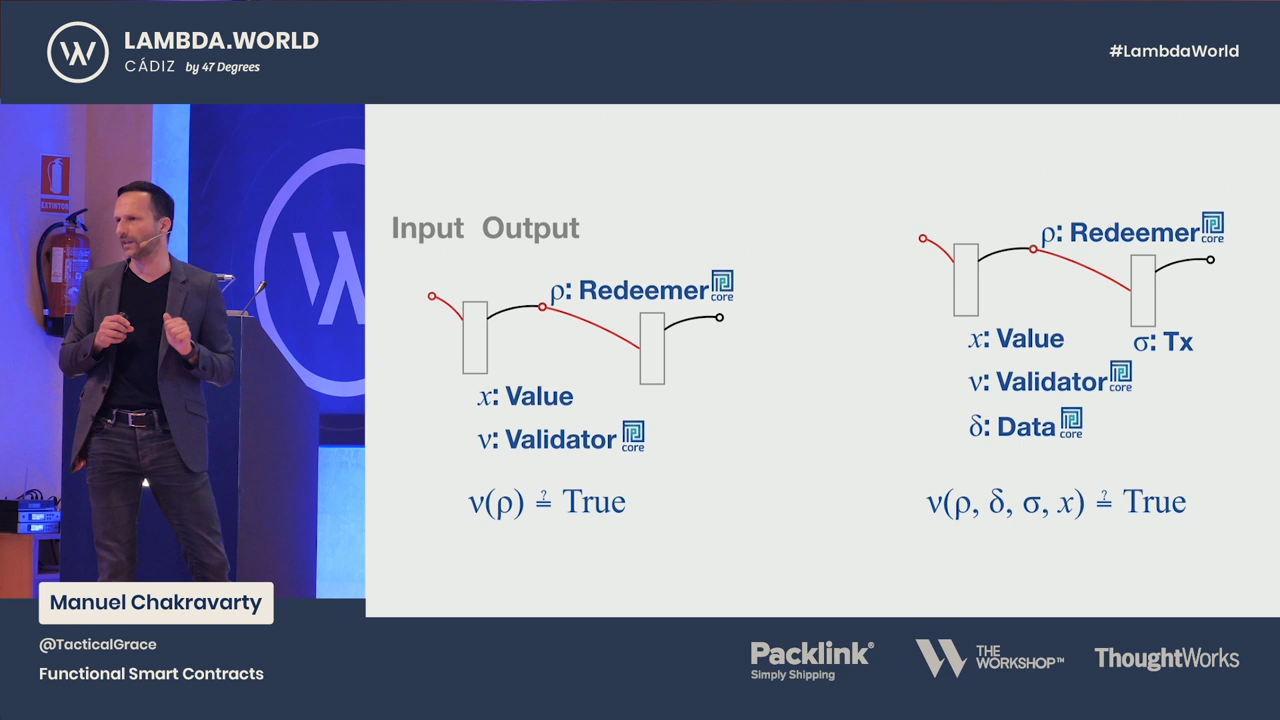 LAMBDA.WORLD
CÁDIZ by 47 Degrees
#LambdaWorld
EXTINTOR
Input Output
ρ: Redeemer core
x: Value
ν: Validator core
ν(ρ) ≟ True
ρ: Redeemer core
x: Value
σ: Tx
ν: Validator core
δ: Data core
ν(ρ, δ, σ, x) ≟ True
Manuel Chakravarty
@TacticalGrace
Functional Smart Contracts
Packlink®
Simply Shipping
THE
WORKSHOP™
ThoughtWorks